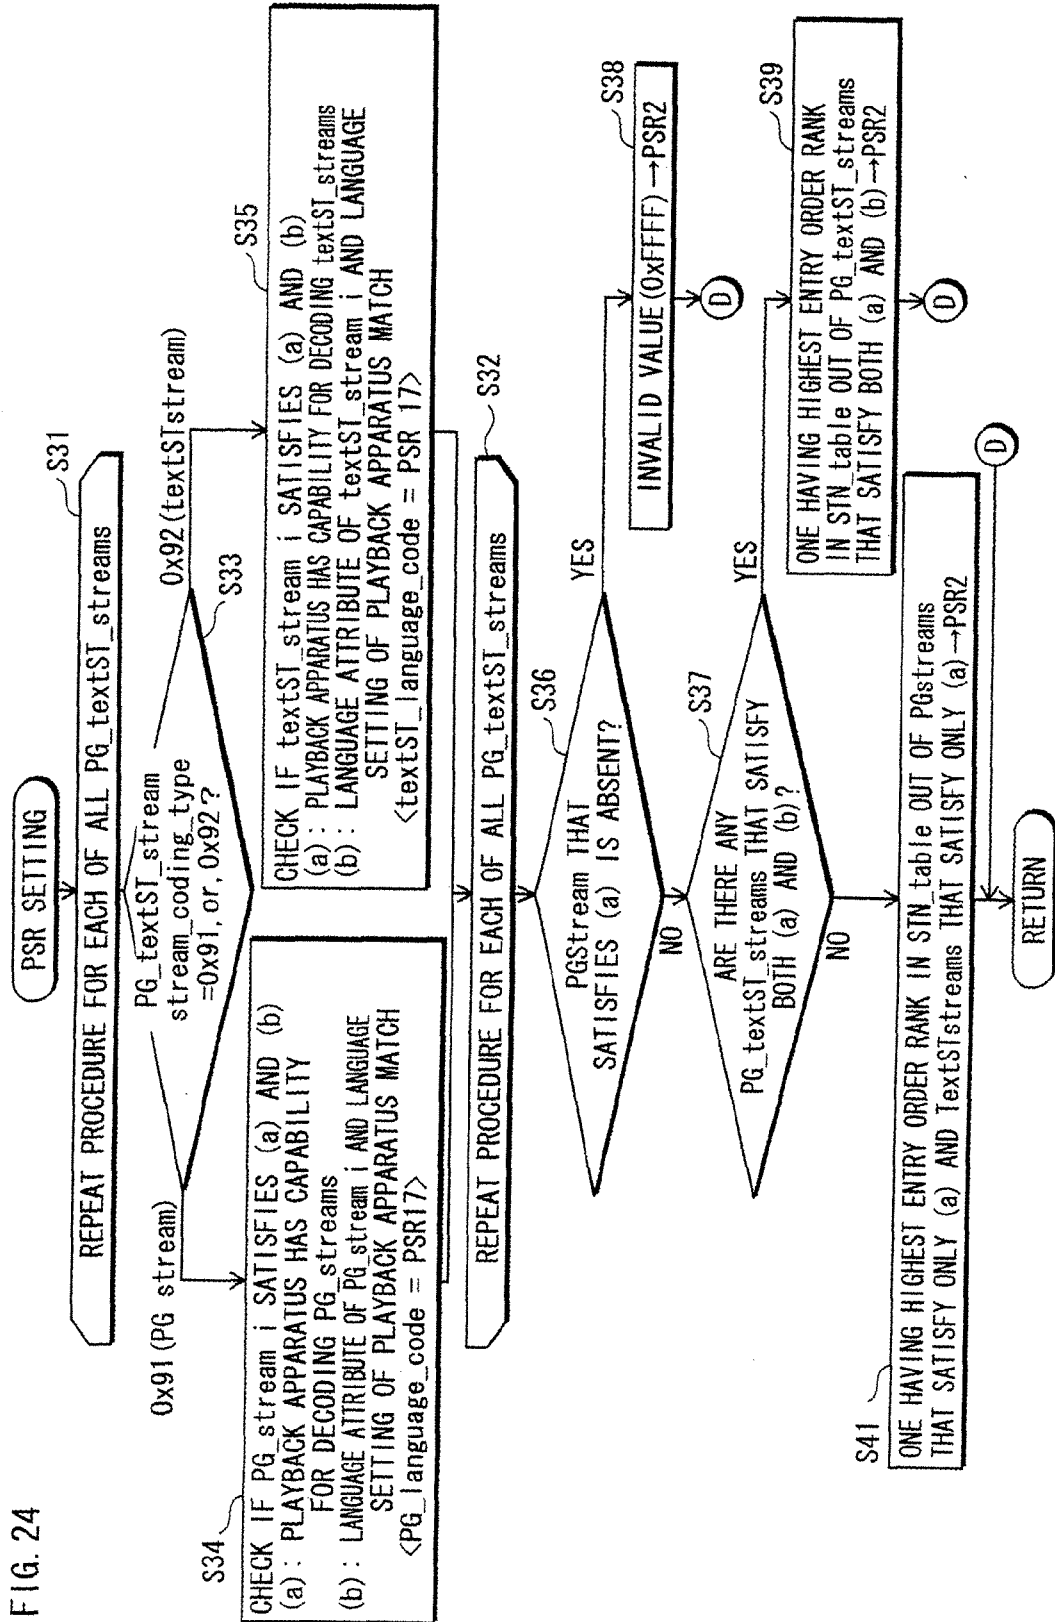 FIG. 24
PSR SETTING
S31
REPEAT PROCEDURE FOR EACH OF ALL PG_textST_streams
PG_textST_stream
stream_coding_type
=0x91, or, 0x92?
S33
0x91(PG stream)
0x92(textSTstream)
S34
CHECK IF PG_stream i SATISFIES (a) AND (b)
(a): PLAYBACK APPARATUS HAS CAPABILITY
FOR DECODING PG_streams
(b): LANGUAGE ATTRIBUTE OF PG_stream i AND LANGUAGE
SETTING OF PLAYBACK APPARATUS MATCH
<PG_language_code = PSR17>
S35
CHECK IF textST_stream i SATISFIES (a) AND (b)
(a): PLAYBACK APPARATUS HAS CAPABILITY FOR DECODING textST_streams
(b): LANGUAGE ATTRIBUTE OF textST_stream i AND LANGUAGE
SETTING OF PLAYBACK APPARATUS MATCH
<textST_language_code = PSR 17>
S32
REPEAT PROCEDURE FOR EACH OF ALL PG_textST_streams
S36
PGStream THAT
SATISFIES (a) IS ABSENT?
YES
NO
S38
INVALID VALUE(0xFFFF)→PSR2
D
S37
ARE THERE ANY
PG_textST_streams THAT SATISFY
BOTH (a) AND (b)?
YES
NO
S39
ONE HAVING HIGHEST ENTRY ORDER RANK
IN STN_table OUT OF PG_textST_streams
THAT SATISFY BOTH (a) AND (b)→PSR2
D
S41
ONE HAVING HIGHEST ENTRY ORDER RANK IN STN_table OUT OF PGstreams
THAT SATISFY ONLY (a) AND TextSTstreams THAT SATISFY ONLY (a)→PSR2
D
RETURN